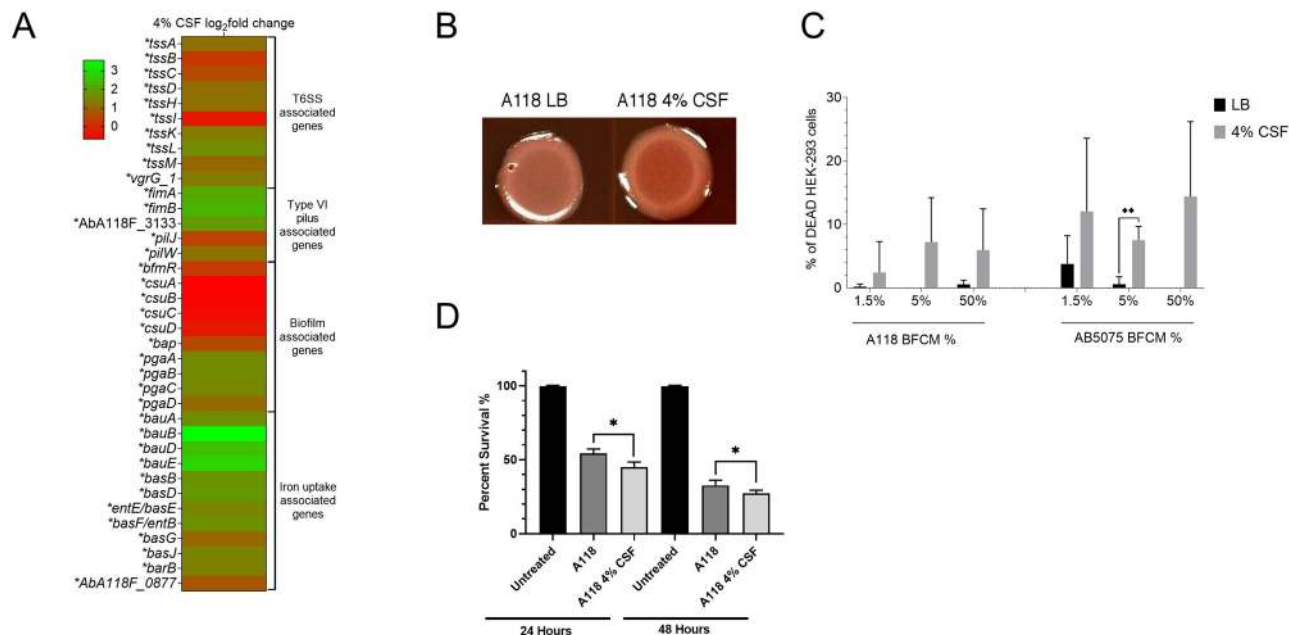 A
4% CSF log2fold change
3
2
1
0
*tssA
*tssB
*tssC
*tssD
*tssH
*tssI
*tssK
*tssL
*tssM
*vgrG_1
*fimA
*fimB
*AbA118F_3133
*pilJ
*pilW
*bfmR
*csuA
*csuB
*csuC
*csuD
*bap
*pgaA
*pgaB
*pgaC
*pgaD
*bauA
*bauB
*bauD
*bauE
*basB
*basD
*entE/basE
*basF/entB
*basG
*basJ
*barB
*AbA118F_0877
T6SS
associated
genes
Type VI
pilus
associated
genes
Biofilm
associated
genes
Iron uptake
associated
genes
B
A118 LB
A118 4% CSF
C
% of DEAD HEK-293 cells
30
20
10
0
**
LB
4% CSF
1.5%
5%
50%
1.5%
5%
50%
A118 BFCM %
AB5075 BFCM %
D
Percent Survival %
100
50
0
*
*
Untreated
A118
A118 4% CSF
Untreated
A118
A118 4% CSF
24 Hours
48 Hours